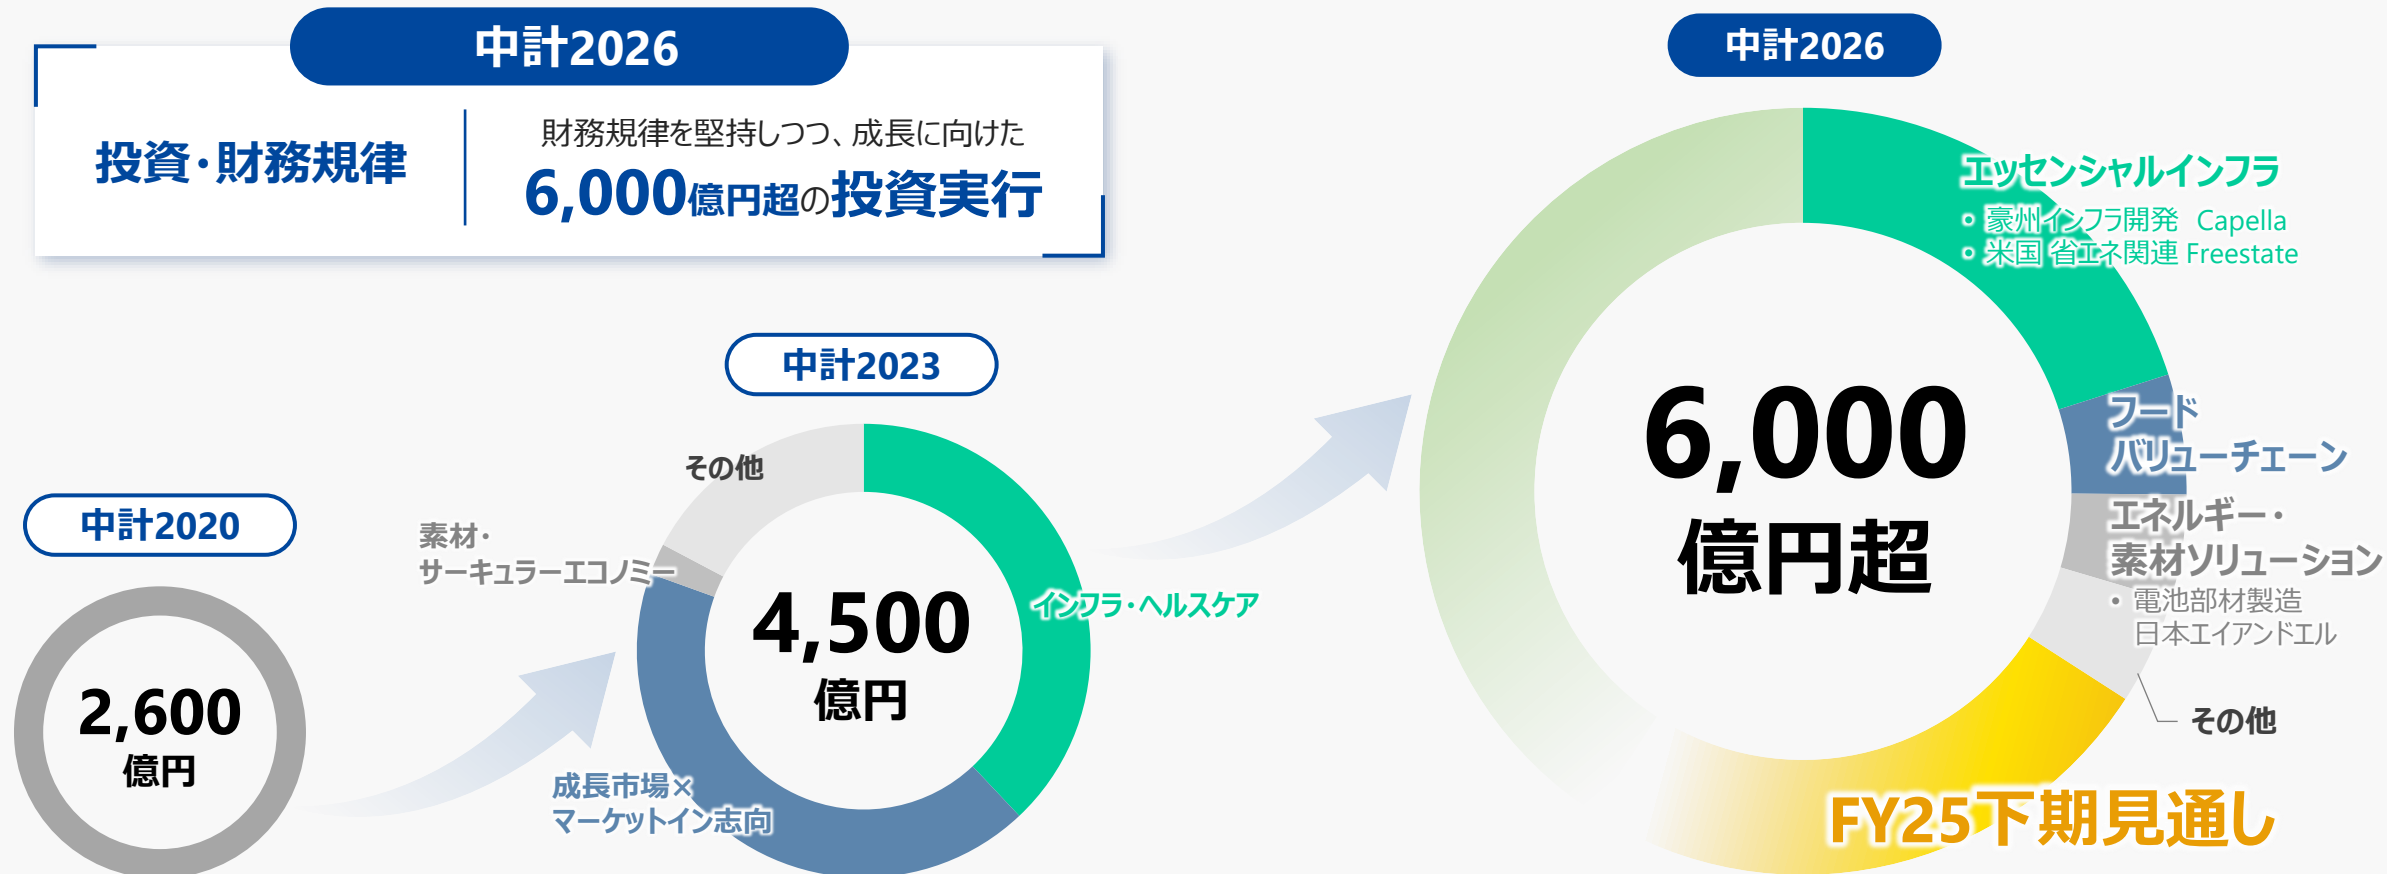 中計2026
投資・財務規律
財務規律を堅持しつつ、成長に向けた
6,000億円超の投資実行
中計2020
2,600
億円
中計2023
その他
素材・
サーキュラーエコノミー
4,500
億円
インフラ・ヘルスケア
成長市場×
マーケットイン志向
中計2026
エッセンシャルインフラ
・ 豪州インフラ開発 Capella
・ 米国 省エネ関連 Freestate
6,000
億円超
フード
バリューチェーン
エネルギー・
素材ソリューション
・ 電池部材製造
日本エイアンドエル
その他
FY25下期見通し